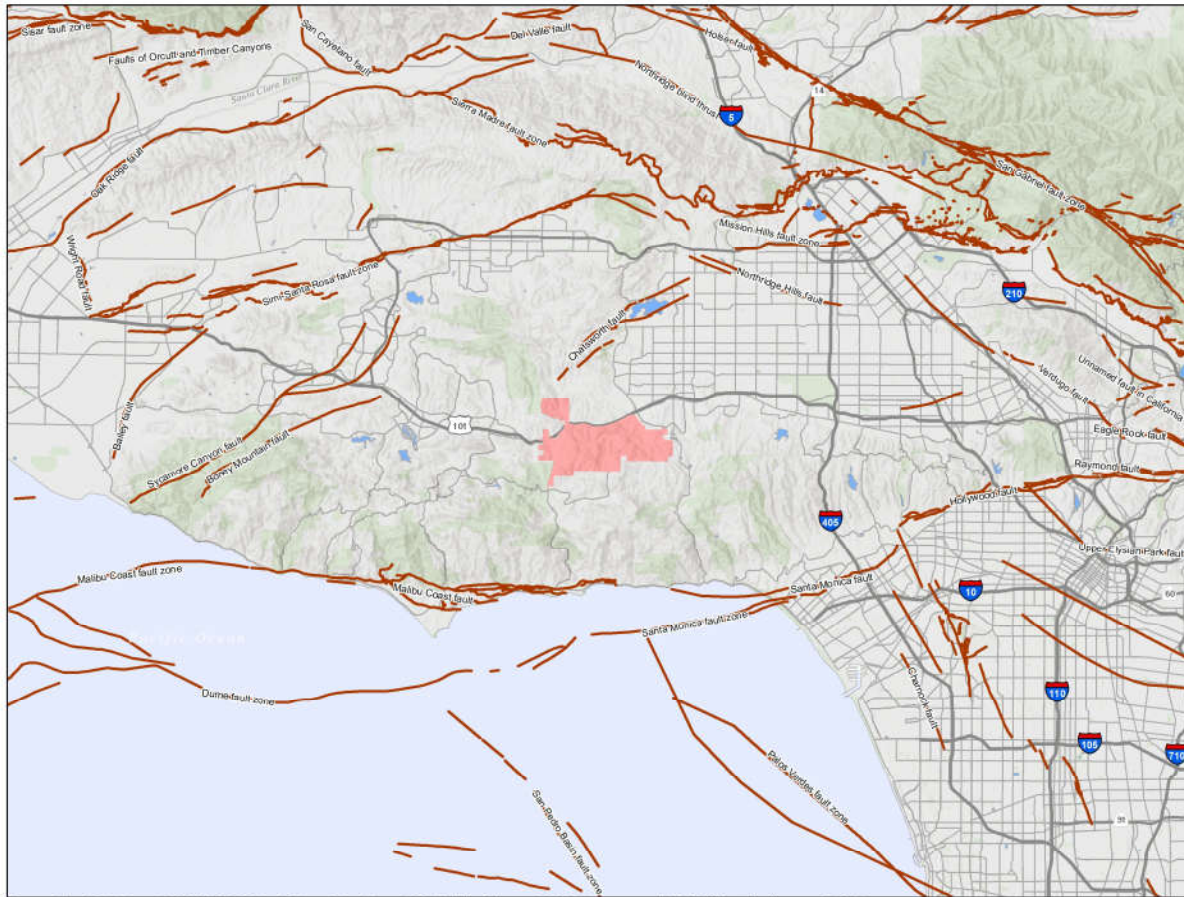 Sisar fault zone
Faults of Orcutt and Timber Canyons
San Cayetano fault
Del Valle fault
Holser fault
Santa Clara River
Northridge blind thrust
14
5
Sierra Madre fault zone
Oak Ridge fault
San Gabriel fault zone
Mission Hills fault zone
Wright Road fault
Simi-Santa Rosa fault zone
Northridge Hills fault
210
Chatsworth fault
Unnamed fault in California
Verdugo fault
Bailey fault
101
Eagle Rock fault
Sycamore Canyon fault
Boney Mountain fault
Raymond fault
Hollywood fault
405
Upper Elysian Park fault
Malibu Coast fault zone
Malibu Coast fault
Santa Monica fault
10
60
Santa Monica fault zone
Pacific Ocean
Dume fault zone
Charnock fault
110
105
710
Palos Verdes fault zone
San Pedro Basin fault zone
91